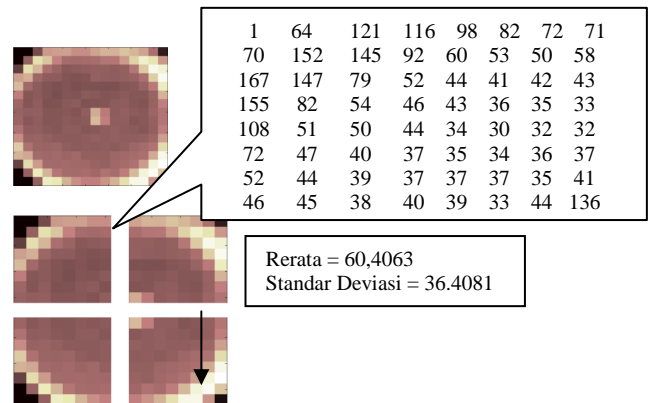 1 64 121 116 98 82 72 71
70 152 145 92 60 53 50 58
167 147 79 52 44 41 42 43
155 82 54 46 43 36 35 33
108 51 50 44 34 30 32 32
72 47 40 37 35 34 36 37
52 44 39 37 37 37 35 41
46 45 38 40 39 33 44 136
Rerata = 60,4063
Standar Deviasi = 36.4081